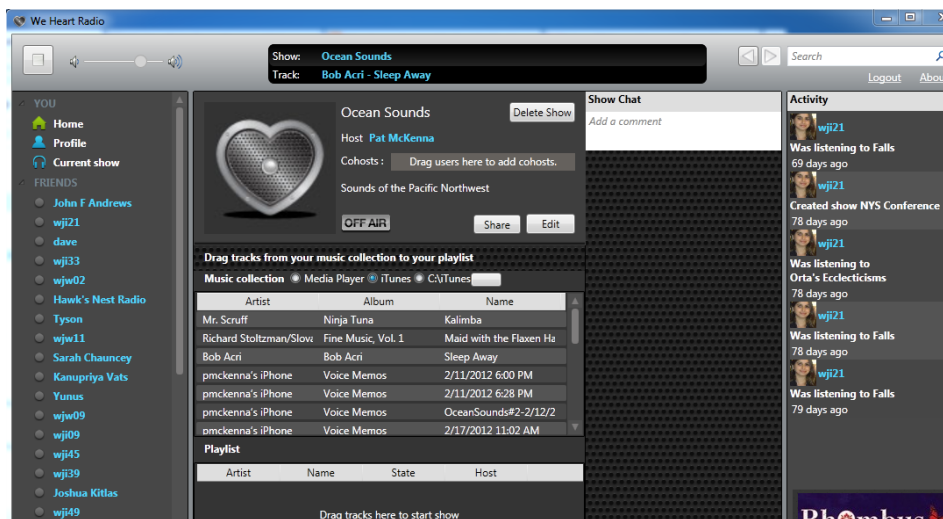 We Heart Radio
Show: Ocean Sounds
Track: Bob Acri - Sleep Away
Search
Logout Abou
YOU
Home
Profile
Current show
FRIENDS
John F Andrews
wji21
dave
wji33
wjw02
Hawk's Nest Radio
Tyson
wjw11
Sarah Chauncey
Kanupriya Vats
Yunus
wjw09
wji09
wji45
wji39
Joshua Kitlas
wji49
Ocean Sounds
Delete Show
Host Pat McKenna
Cohosts : Drag users here to add cohosts.
Sounds of the Pacific Northwest
OFF AIR
Share Edit
Drag tracks from your music collection to your playlist
Music collection Media Player iTunes C:\iTunes
Artist Album Name
Mr. Scruff Ninja Tuna Kalimba
Richard Stoltzman/Slova Fine Music, Vol. 1 Maid with the Flaxen Ha
Bob Acri Bob Acri Sleep Away
pmckenna's iPhone Voice Memos 2/11/2012 6:00 PM
pmckenna's iPhone Voice Memos 2/11/2012 6:28 PM
pmckenna's iPhone Voice Memos OceanSounds#2-2/12/2
pmckenna's iPhone Voice Memos 2/17/2012 11:02 AM
Playlist
Artist Name State Host
Drag tracks here to start show
Show Chat
Add a comment
Activity
wji21
Was listening to Falls
69 days ago
wji21
Created show NYS Conference
78 days ago
wji21
Was listening to
Orta's Ecclecticisms
78 days ago
wji21
Was listening to Falls
78 days ago
wji21
Was listening to Falls
79 days ago
Rhombus